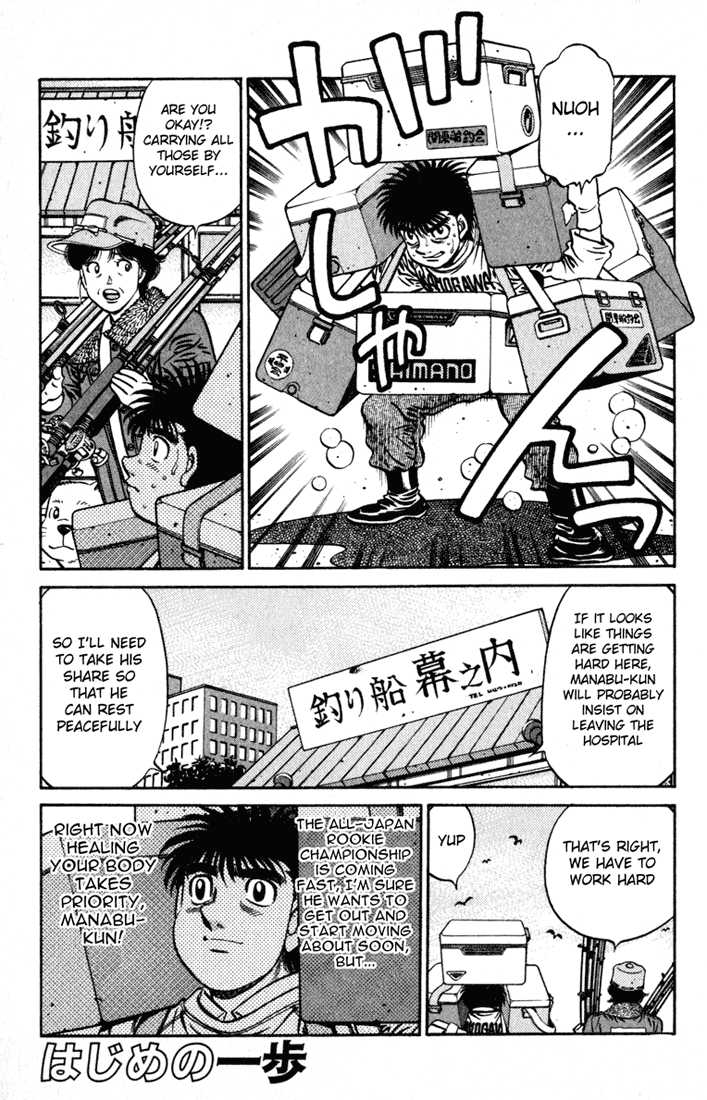 NUOH
...
ガ
シ
ャ
ん
KAMOGAWA
SHIMANO
ARE YOU
OKAY!?
CARRYING ALL
THOSE BY
YOURSELF...
釣り船
IF IT LOOKS
LIKE THINGS
ARE GETTING
HARD HERE,
MANABU-KUN
WILL PROBABLY
INSIST ON
LEAVING THE
HOSPITAL
釣り船 幕之内
SO I'LL NEED
TO TAKE HIS
SHARE SO
THAT HE
CAN REST
PEACEFULLY
THAT'S RIGHT,
WE HAVE TO
WORK HARD
YUP
THE ALL-JAPAN
ROOKIE
CHAMPIONSHIP
IS COMING
FAST, I'M SURE
HE WANTS TO
GET OUT AND
START MOVING
ABOUT SOON,
BUT...
RIGHT NOW
HEALING
YOUR BODY
TAKES
PRIORITY,
MANABU-
KUN!
はじめの一歩